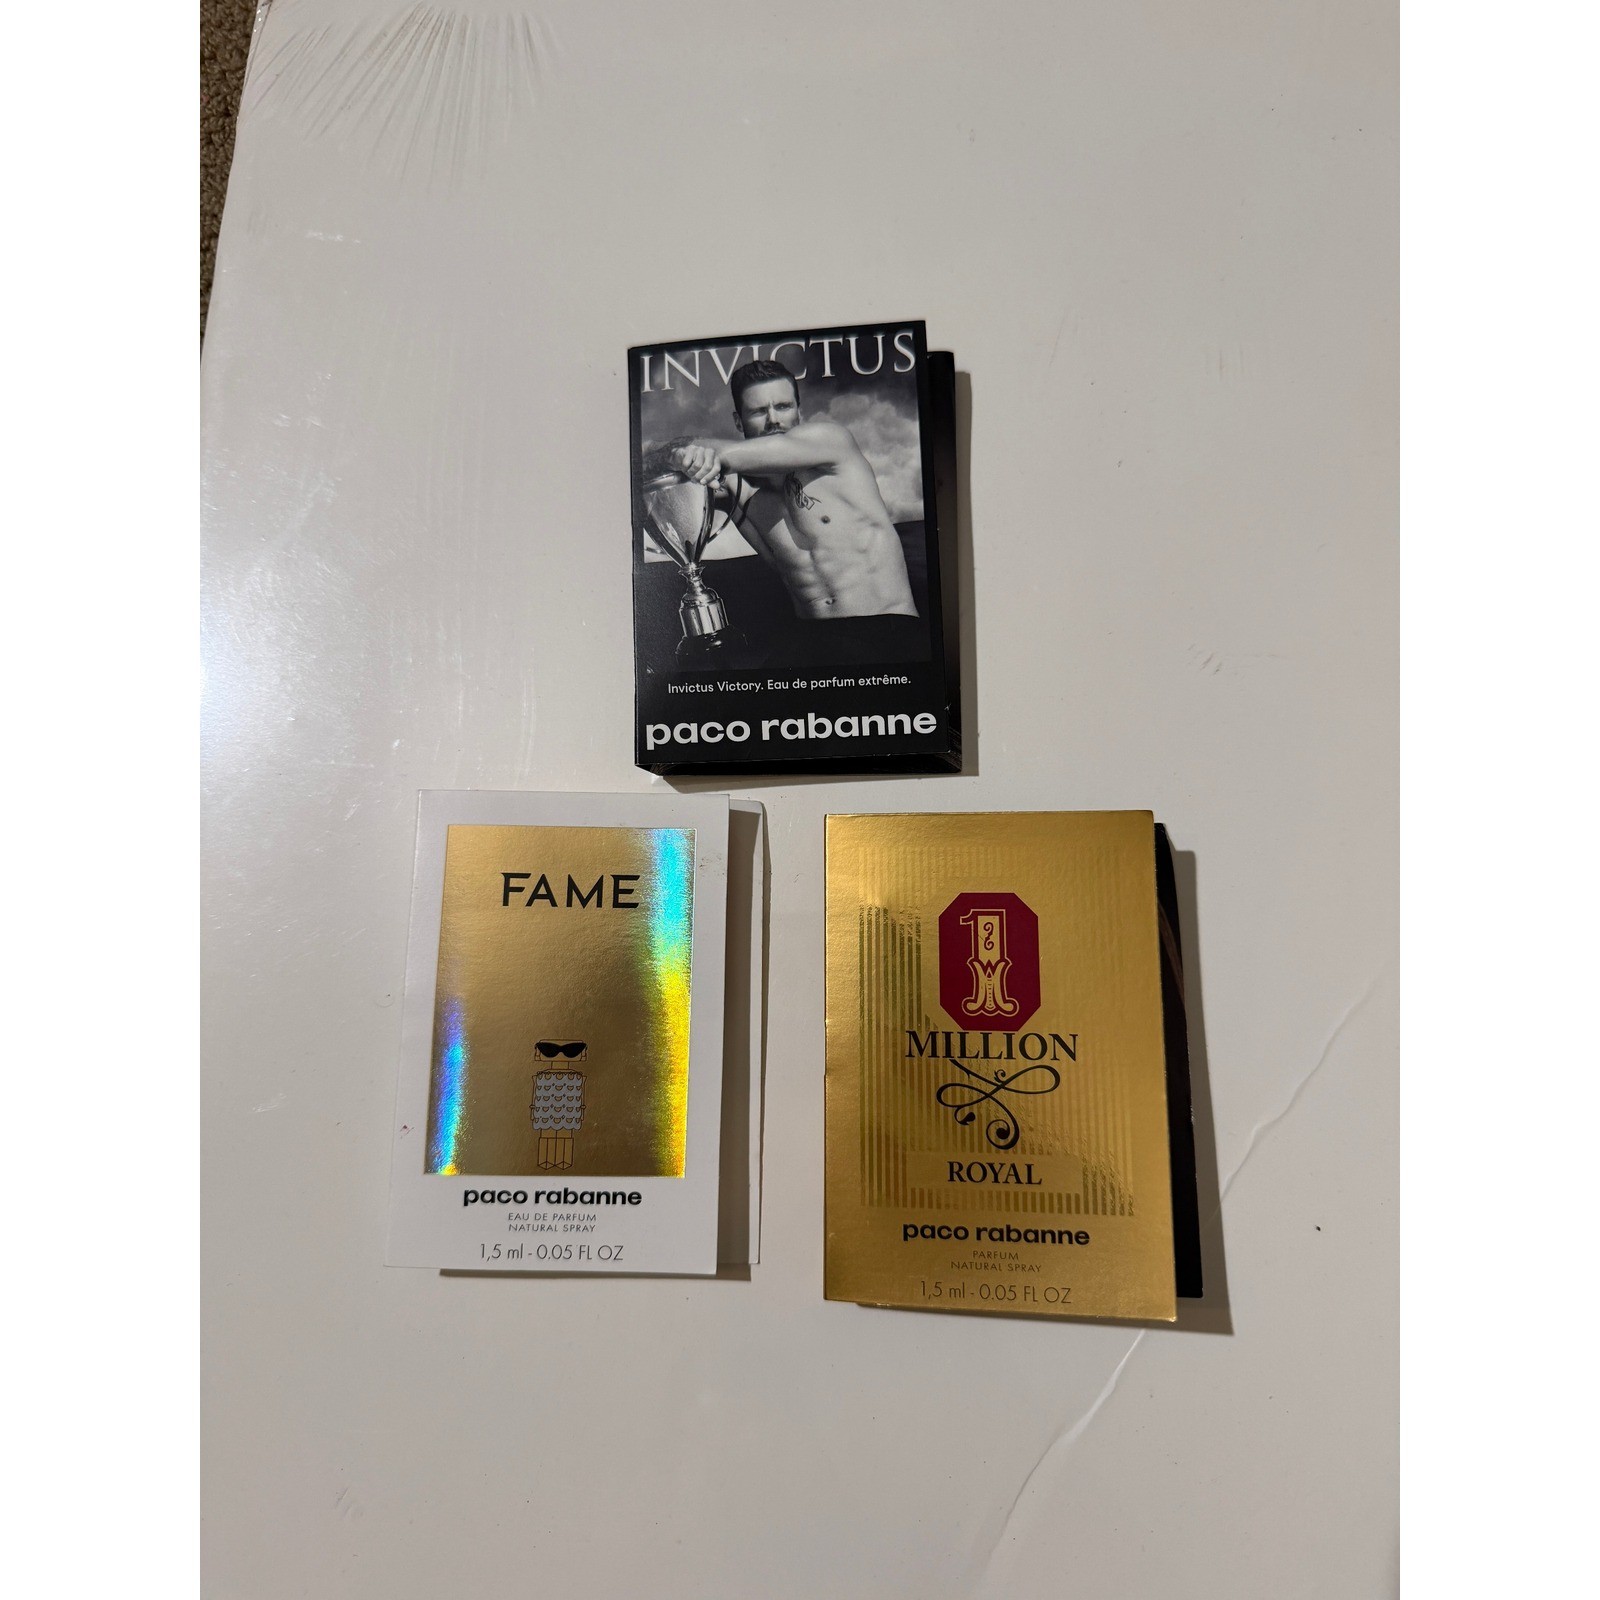 INVICTUS
Invictus Victory. Eau de parfum extrême.
paco rabanne
FAME
paco rabanne
EAU DE PARFUM
NATURAL SPRAY
1,5 ml - 0.05 FL OZ
1
MILLION
ROYAL
paco rabanne
PARFUM
NATURAL SPRAY
1,5 ml - 0.05 FL OZ